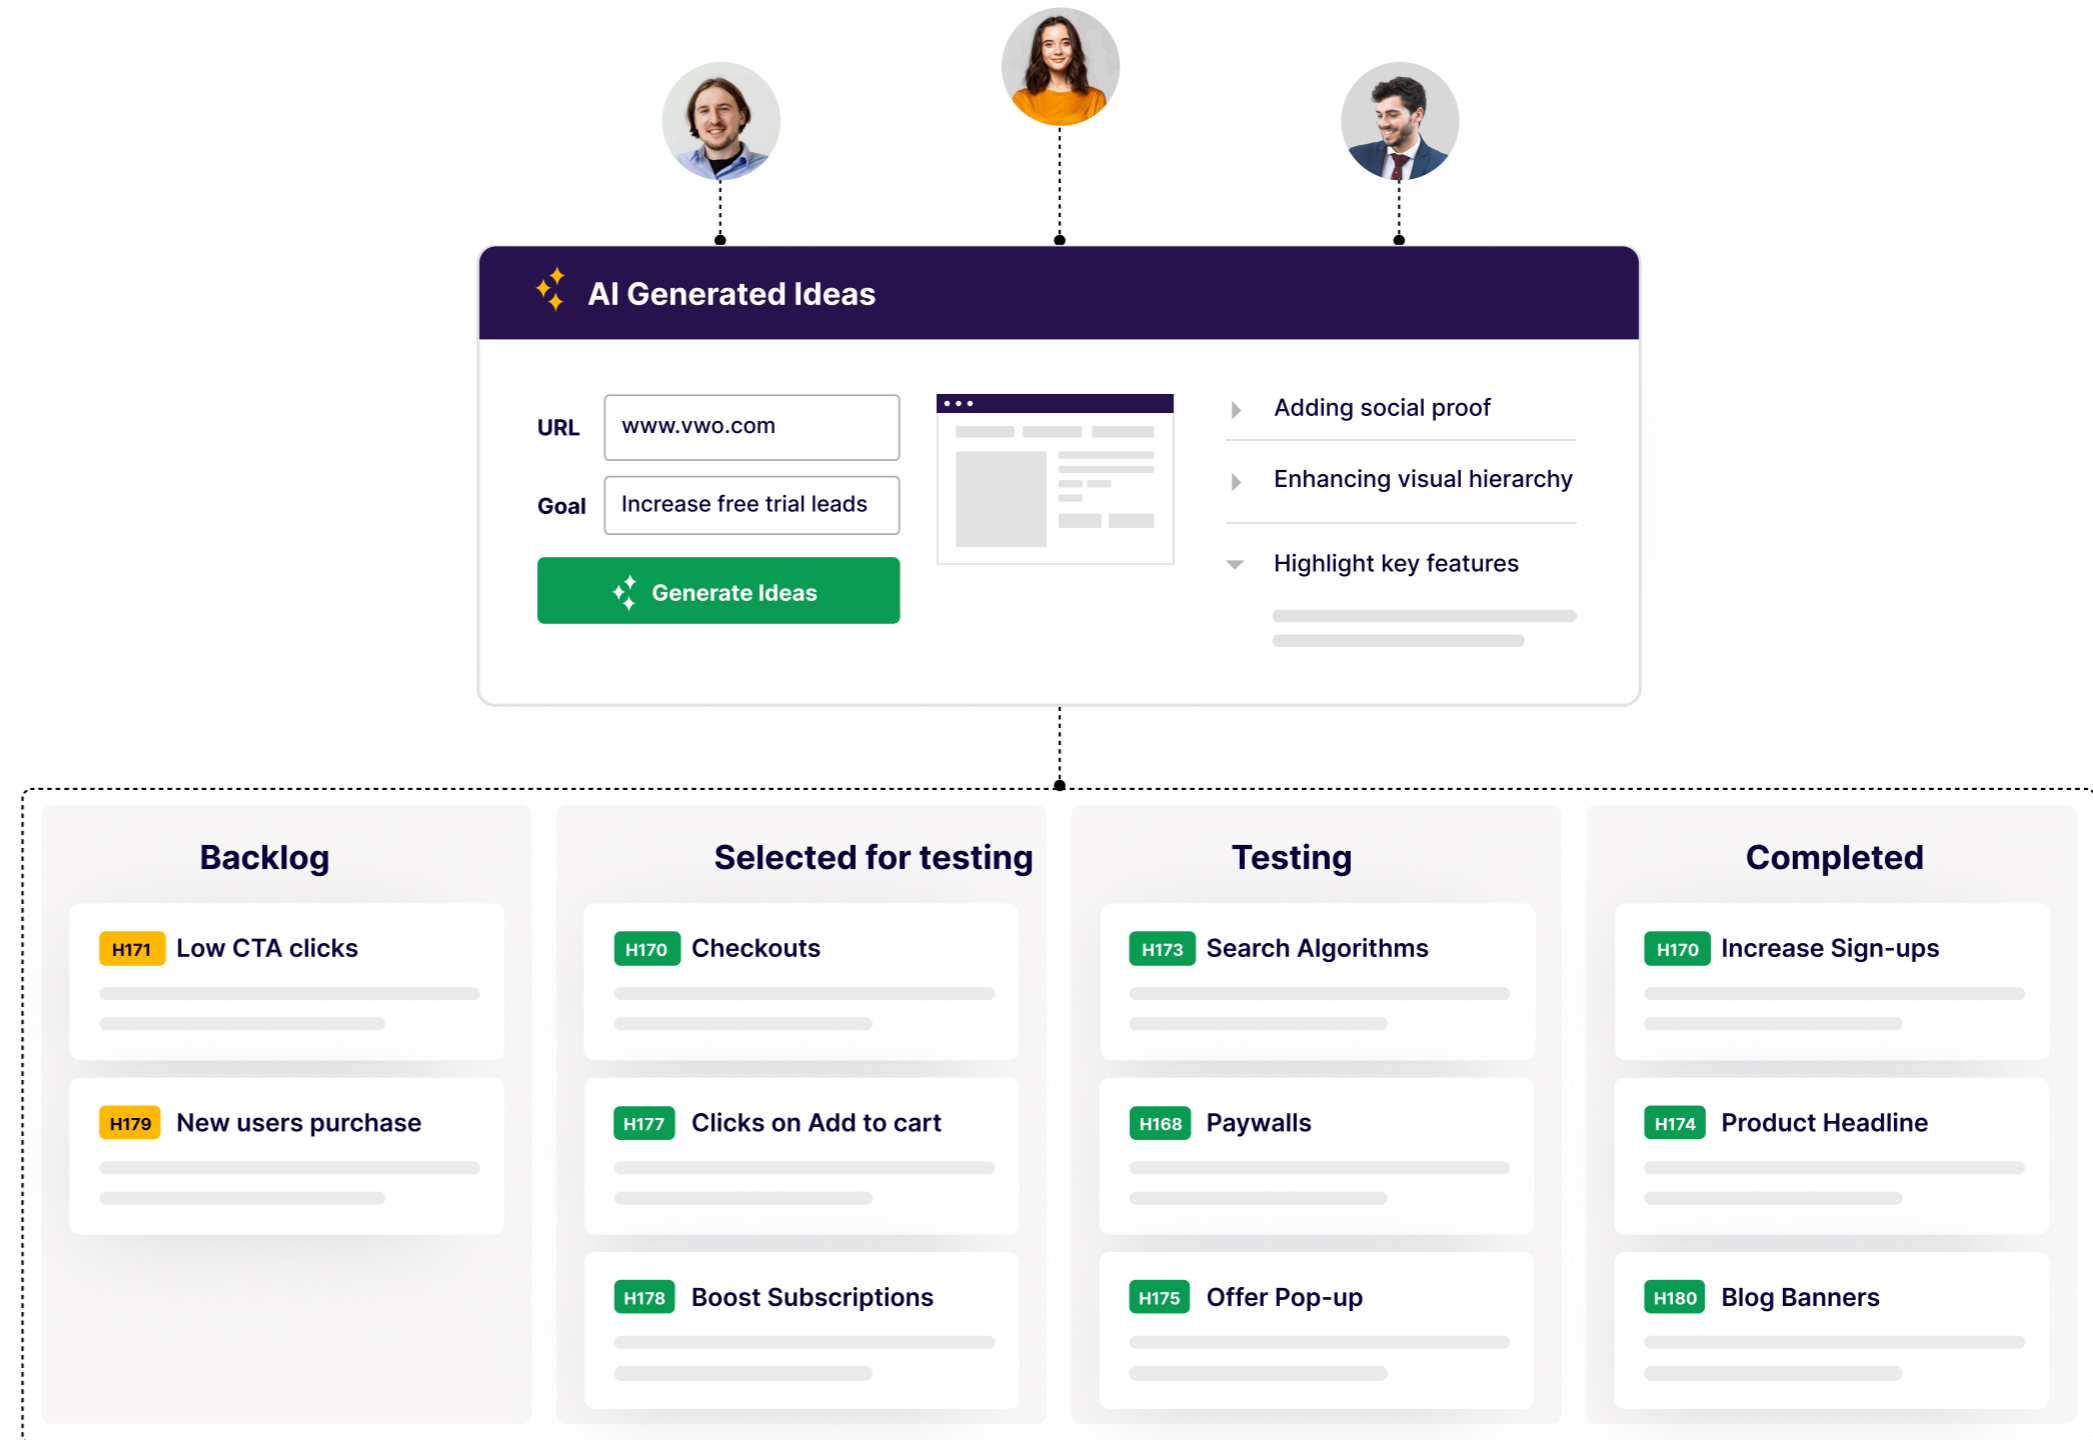 AI Generated Ideas
URL
www.vwo.com
Goal
Increase free trial leads
Generate Ideas
Adding social proof
Enhancing visual hierarchy
Highlight key features
Backlog
H171 Low CTA clicks
H179 New users purchase
Selected for testing
H170 Checkouts
H177 Clicks on Add to cart
H178 Boost Subscriptions
Testing
H173 Search Algorithms
H168 Paywalls
H175 Offer Pop-up
Completed
H170 Increase Sign-ups
H174 Product Headline
H180 Blog Banners